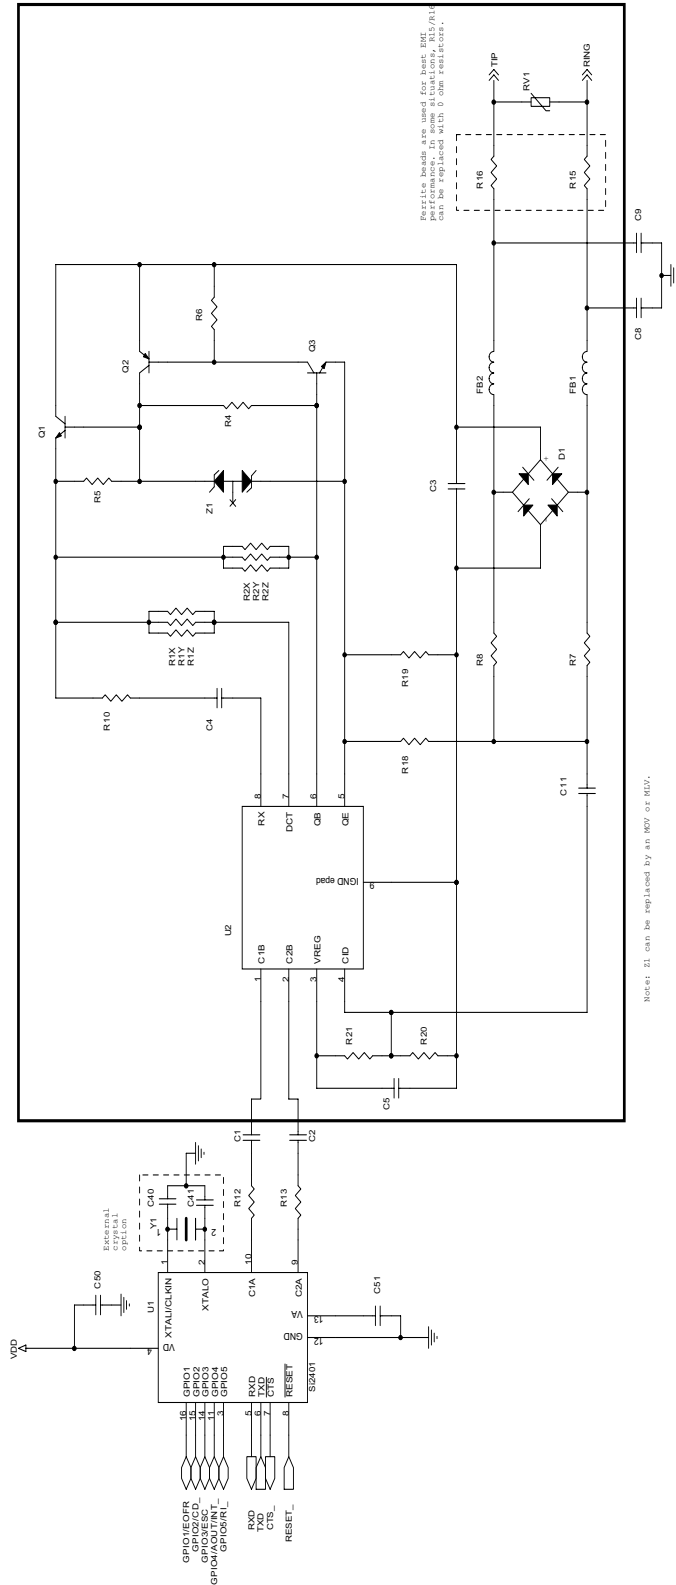 Ferrite beads are used for best EMI
performance. In some situations, R15/R16
can be replaced with 0 ohm resistors.
TIP
RING
RV1
R16
R15
C9
C8
R6
Q3
Q2
Q1
R4
R5
Z1
FB2
FB1
D1
+
-
C3
R2X
R2Y
R2Z
R1X
R1Y
R1Z
R10
C4
R19
R18
R8
R7
C11
8
7
6
5
RX
DCT
QB
QE
IGND epad
9
U2
C1B
C2B
VREG
CID
1
2
3
4
R21
R20
C5
C1
C2
R12
R13
External
crystal
option
C40
C41
Y1
1
2
1
2
10
9
XTALI/CLKIN
XTALO
C1A
C2A
U1
Si2401
VDD
C50
4
VD
VA
13
GND
12
C51
GPIO1
GPIO2
GPIO3
GPIO4
GPIO5
RXD
TXD
CTS
RESET
16
15
14
11
3
5
6
7
8
GPIO1/EOFR
GPIO2/CD_
GPIO3/ESC
GPIO4/AOUT/INT_
GPIO5/RI_
RXD
TXD
CTS_
RESET_
Note: Z1 can be replaced by an MOV or MLV.